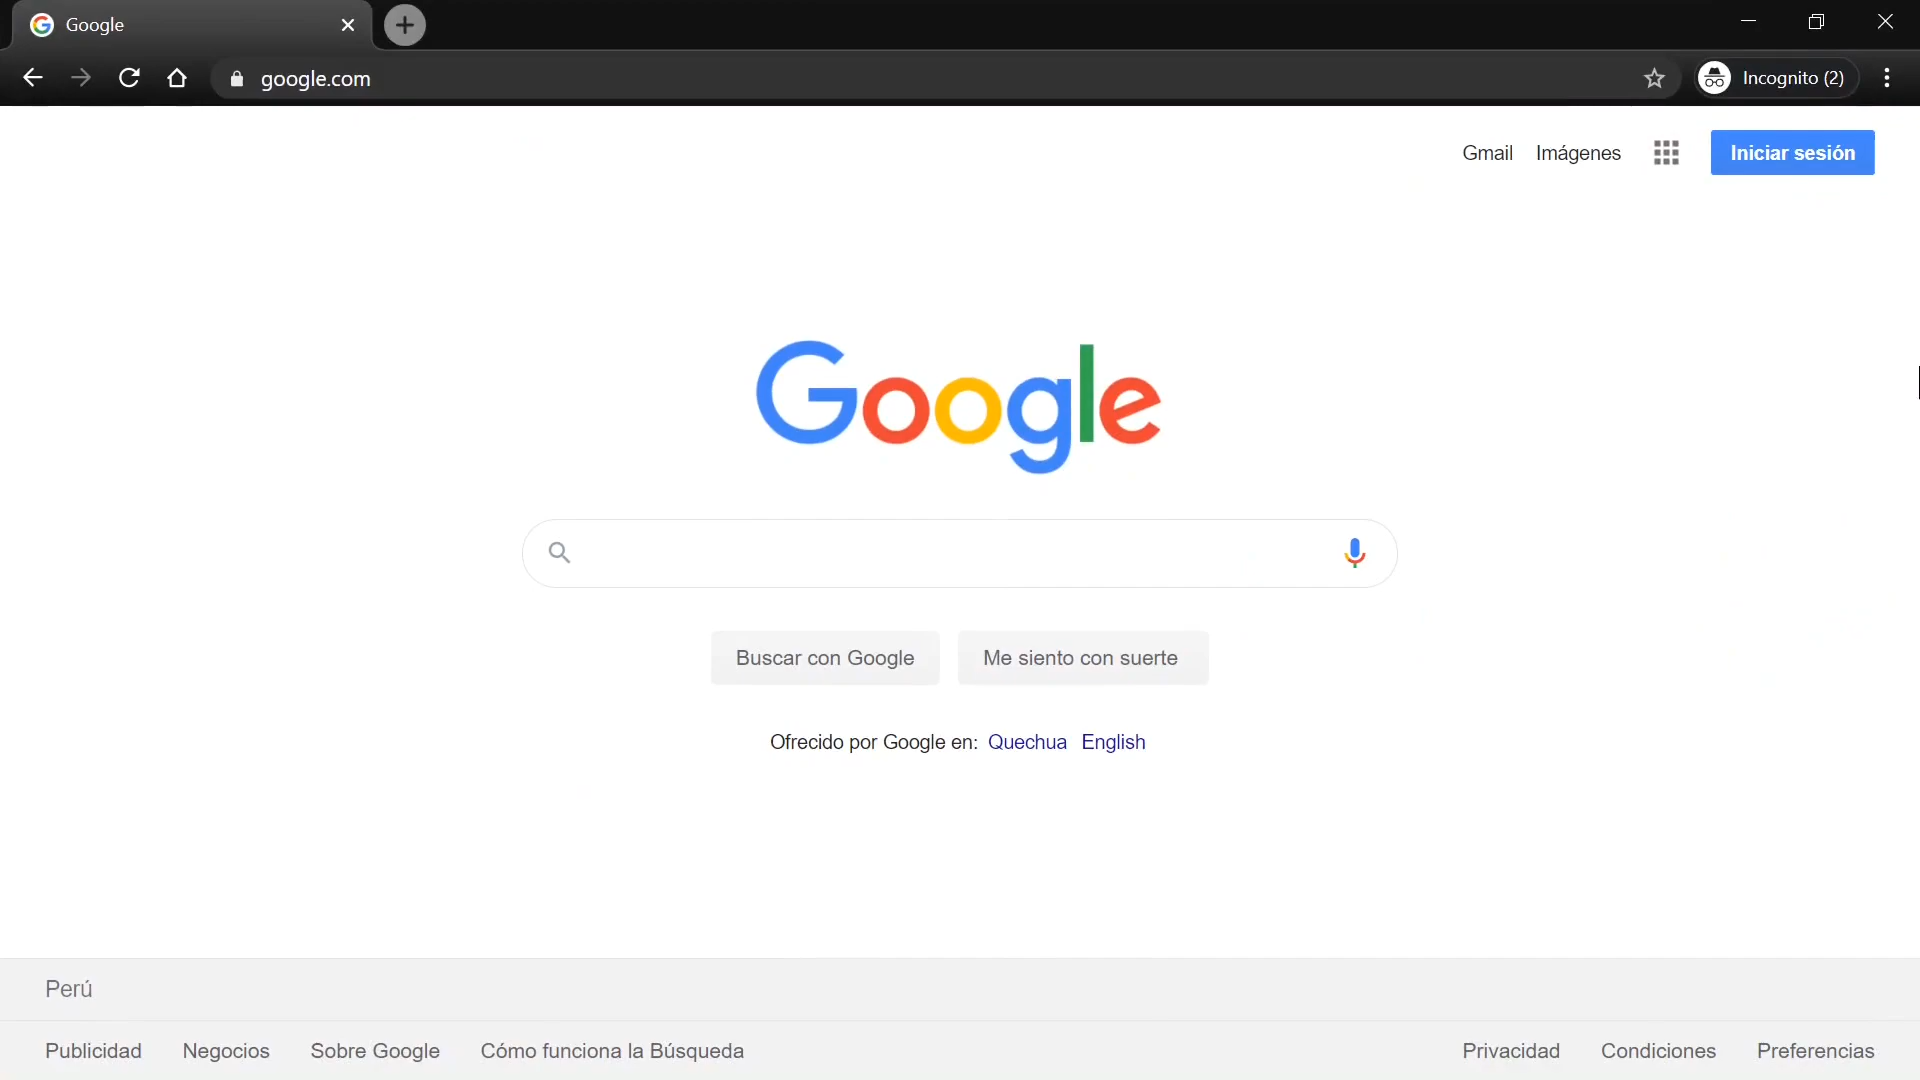 Google
google.com
Incognito (2)
Gmail Imágenes Iniciar sesión
Google
Buscar con Google Me siento con suerte
Ofrecido por Google en: Quechua English
Perú
Publicidad Negocios Sobre Google Cómo funciona la Búsqueda Privacidad Condiciones Preferencias